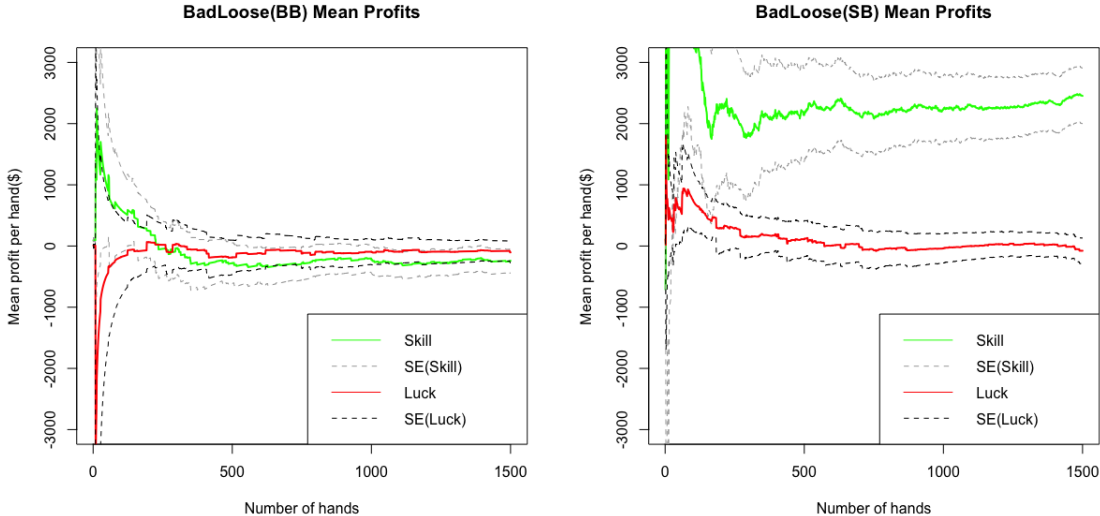 BadLoose(BB) Mean Profits
Mean profit per hand($)
3000
2000
1000
0
-1000
-2000
-3000
Skill
SE(Skill)
Luck
SE(Luck)
0
500
1000
1500
Number of hands
BadLoose(SB) Mean Profits
Mean profit per hand($)
3000
2000
1000
0
-1000
-2000
-3000
Skill
SE(Skill)
Luck
SE(Luck)
0
500
1000
1500
Number of hands